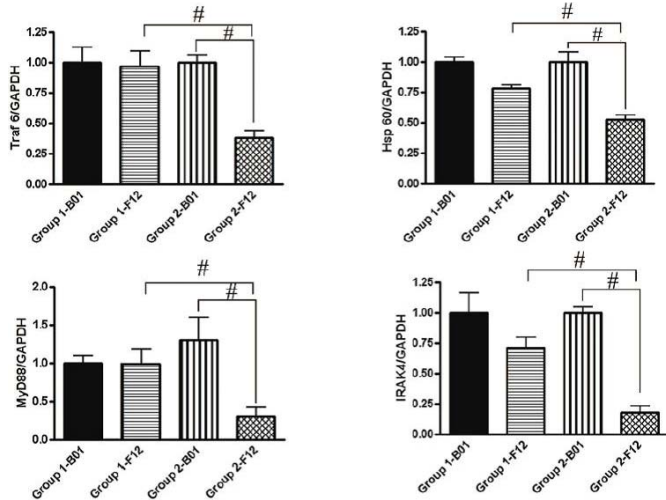 #
#
Traf 6/GAPDH
1.25
1.00
0.75
0.50
0.25
0.00
Group 1-B01
Group 1-F12
Group 2-B01
Group 2-F12
#
#
Hsp 60/GAPDH
1.25
1.00
0.75
0.50
0.25
0.00
Group 1-B01
Group 1-F12
Group 2-B01
Group 2-F12
#
#
MyD88/GAPDH
2.0
1.5
1.0
0.5
0.0
Group 1-B01
Group 1-F12
Group 2-B01
Group 2-F12
#
#
IRAK4/GAPDH
1.25
1.00
0.75
0.50
0.25
0.00
Group 1-B01
Group 1-F12
Group 2-B01
Group 2-F12